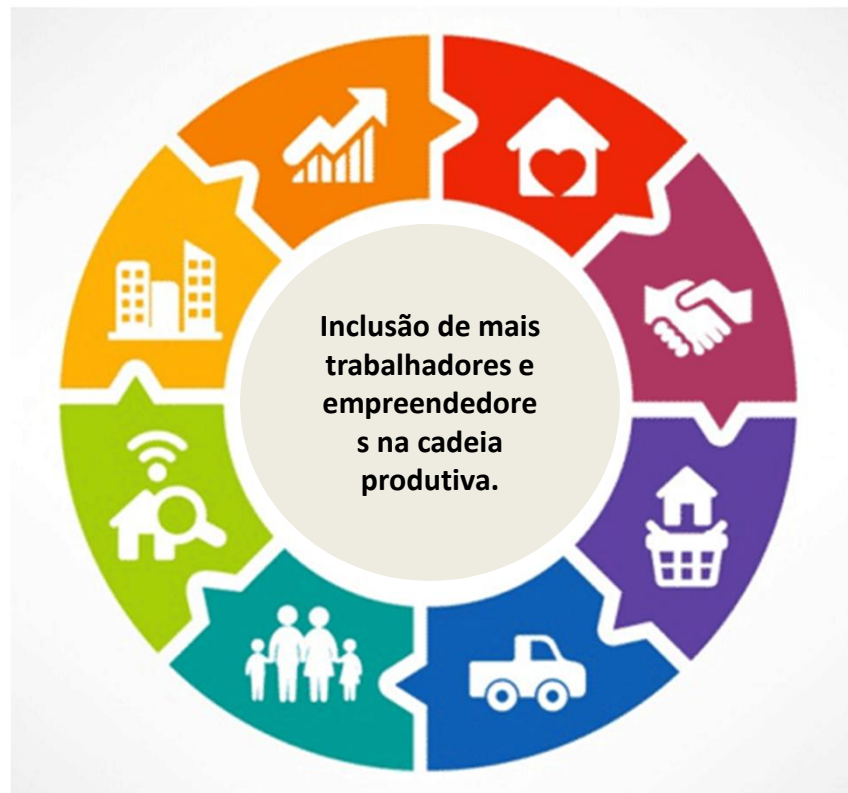 Inclusão de mais
trabalhadores e
empreendedore
s na cadeia
produtiva.